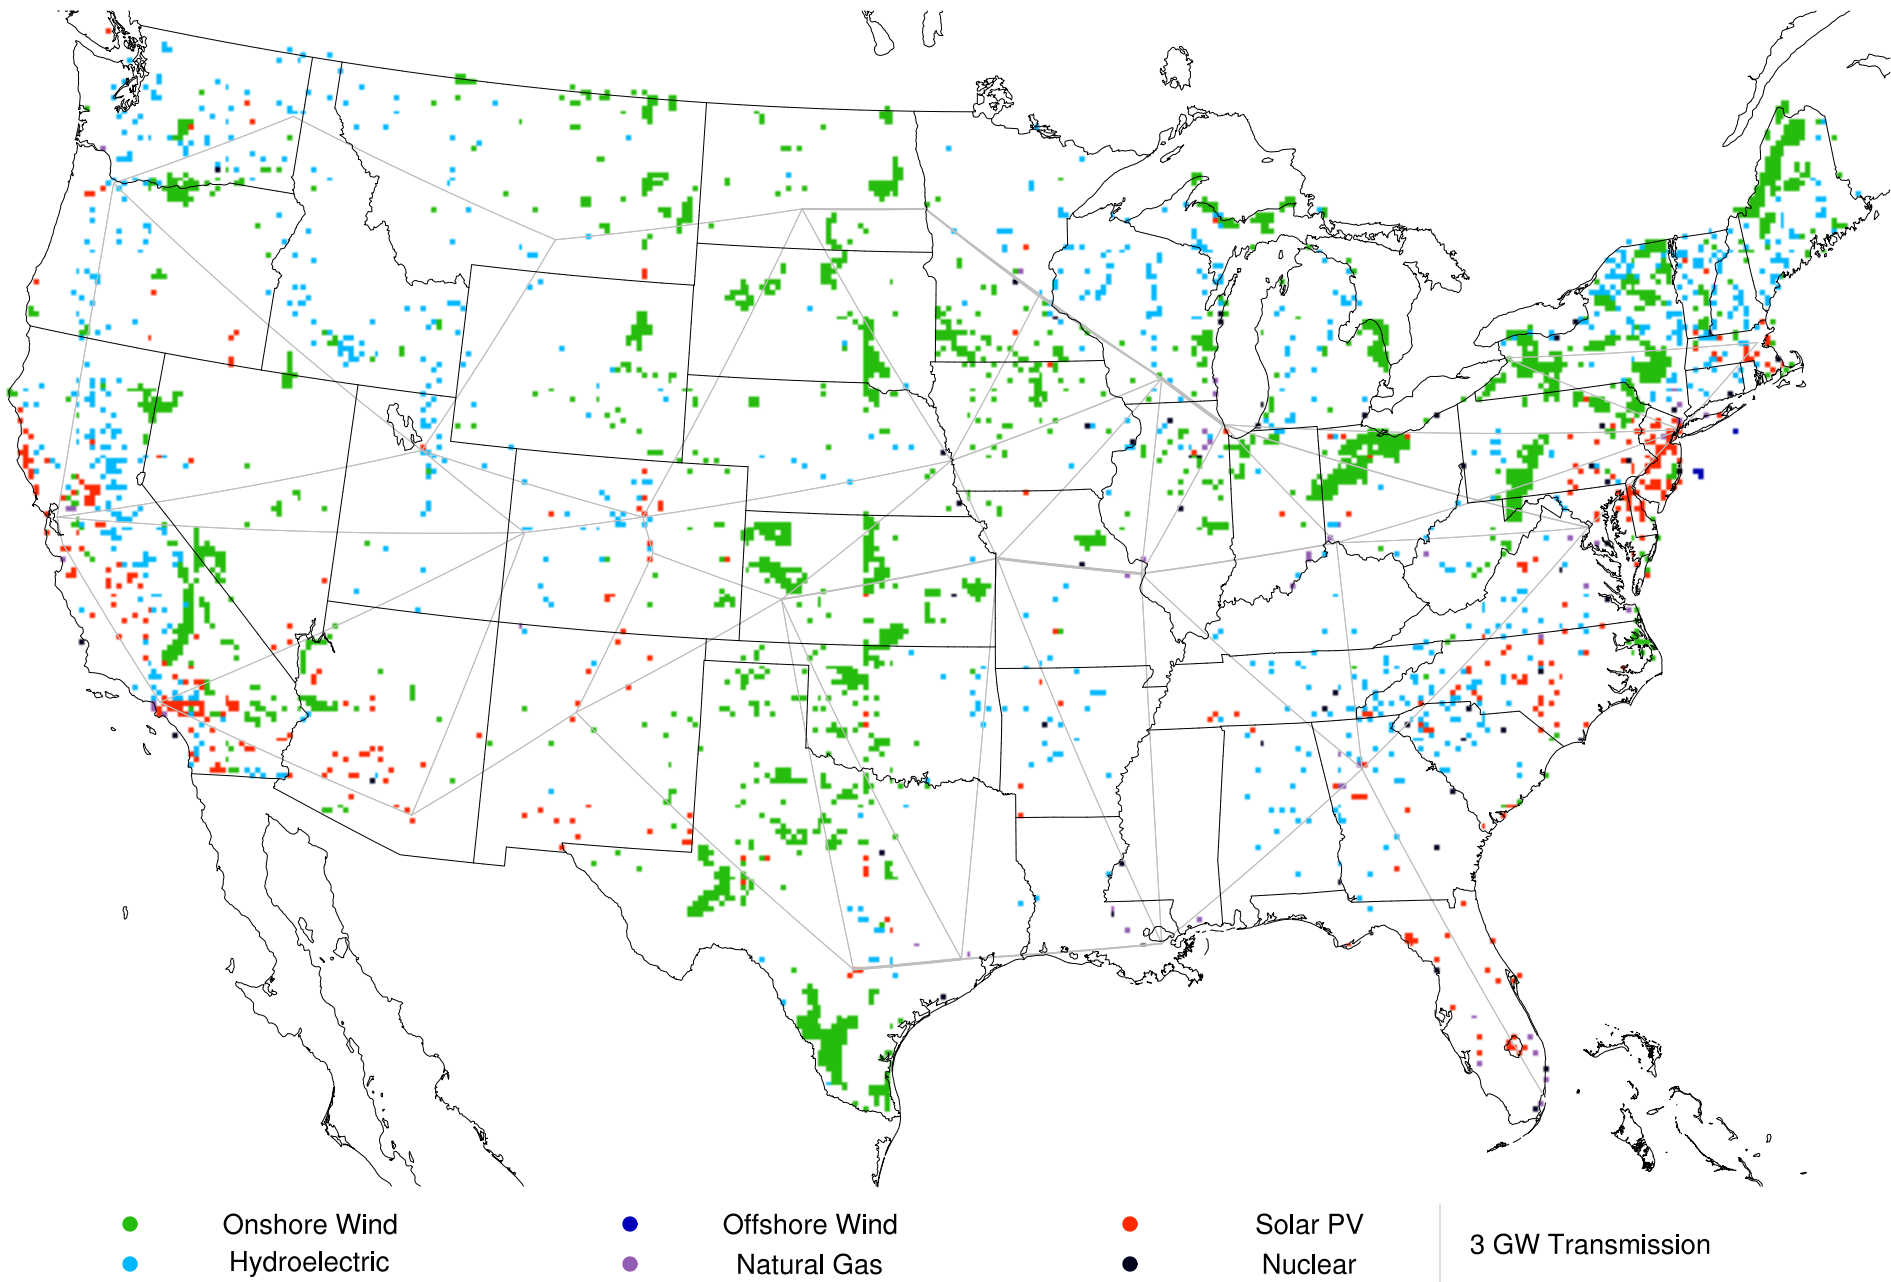 Onshore Wind Offshore Wind Solar PV
Hydroelectric Natural Gas Nuclear
3 GW Transmission